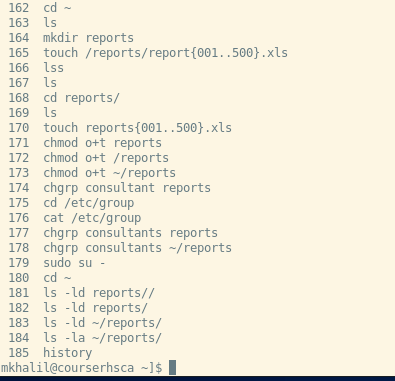 162 cd ~
163 ls
164 mkdir reports
165 touch /reports/report{001..500}.xls
166 lss
167 ls
168 cd reports/
169 ls
170 touch reports{001..500}.xls
171 chmod o+t reports
172 chmod o+t /reports
173 chmod o+t ~/reports
174 chgrp consultant reports
175 cd /etc/group
176 cat /etc/group
177 chgrp consultants reports
178 chgrp consultants ~/reports
179 sudo su -
180 cd ~
181 ls -ld reports//
182 ls -ld reports/
183 ls -ld ~/reports/
184 ls -la ~/reports/
185 history
mkhalil@courserhsca ~]$